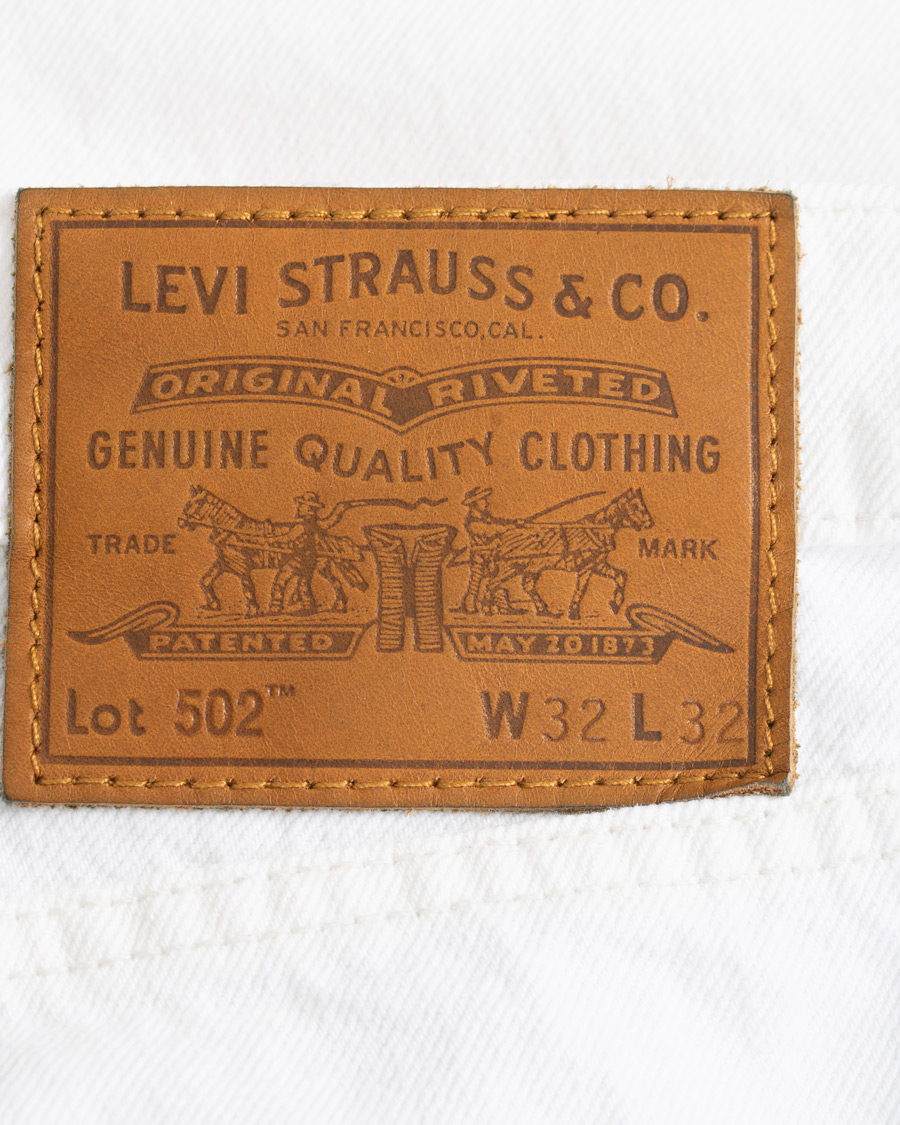 LEVI STRAUSS & CO.
SAN FRANCISCO, CAL.
ORIGINAL RIVETED
GENUINE QUALITY CLOTHING
TRADE MARK
PATENTED MAY 20 1873
Lot 502™ W 32 L 32